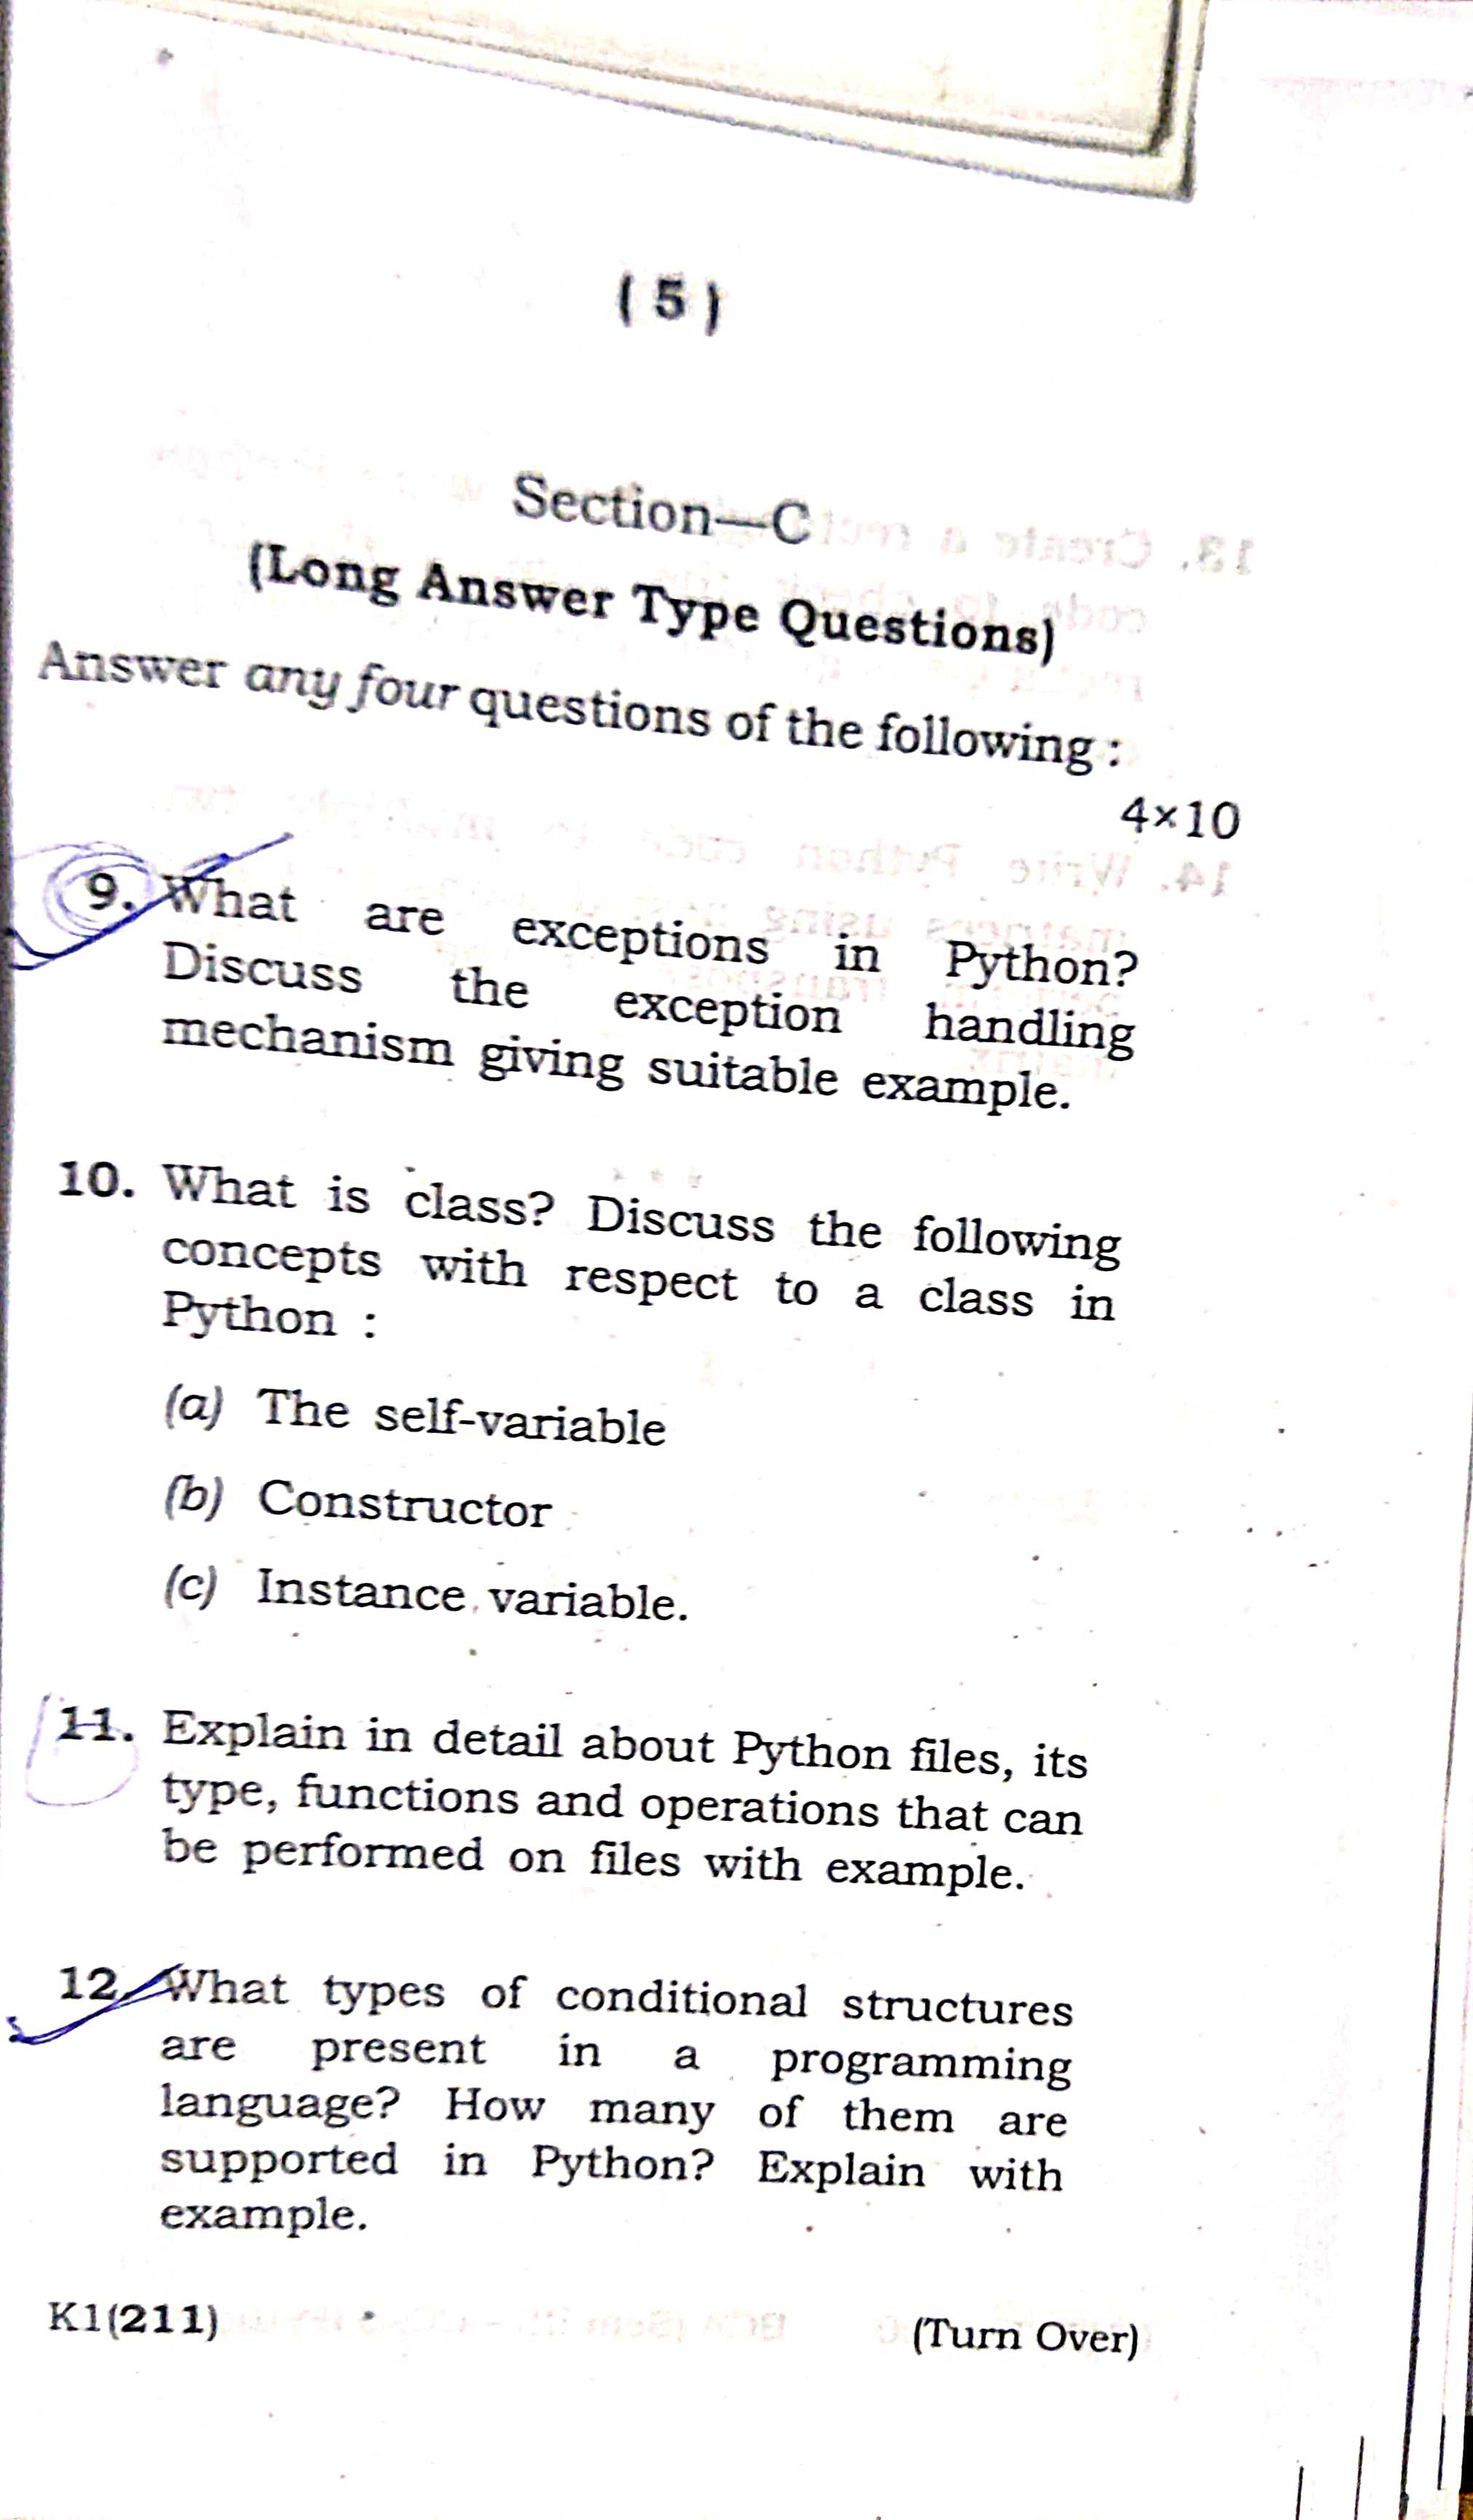 ( 5 )
Section—C
(Long Answer Type Questions)
Answer any four questions of the following :
4×10
9. What are exceptions in Python?
Discuss the exception handling
mechanism giving suitable example.
10. What is class? Discuss the following
concepts with respect to a class in
Python :
(a) The self-variable
(b) Constructor
(c) Instance variable.
11. Explain in detail about Python files, its
type, functions and operations that can
be performed on files with example.
12. What types of conditional structures
are present in a programming
language? How many of them are
supported in Python? Explain with
example.
K1(211)
(Turn Over)